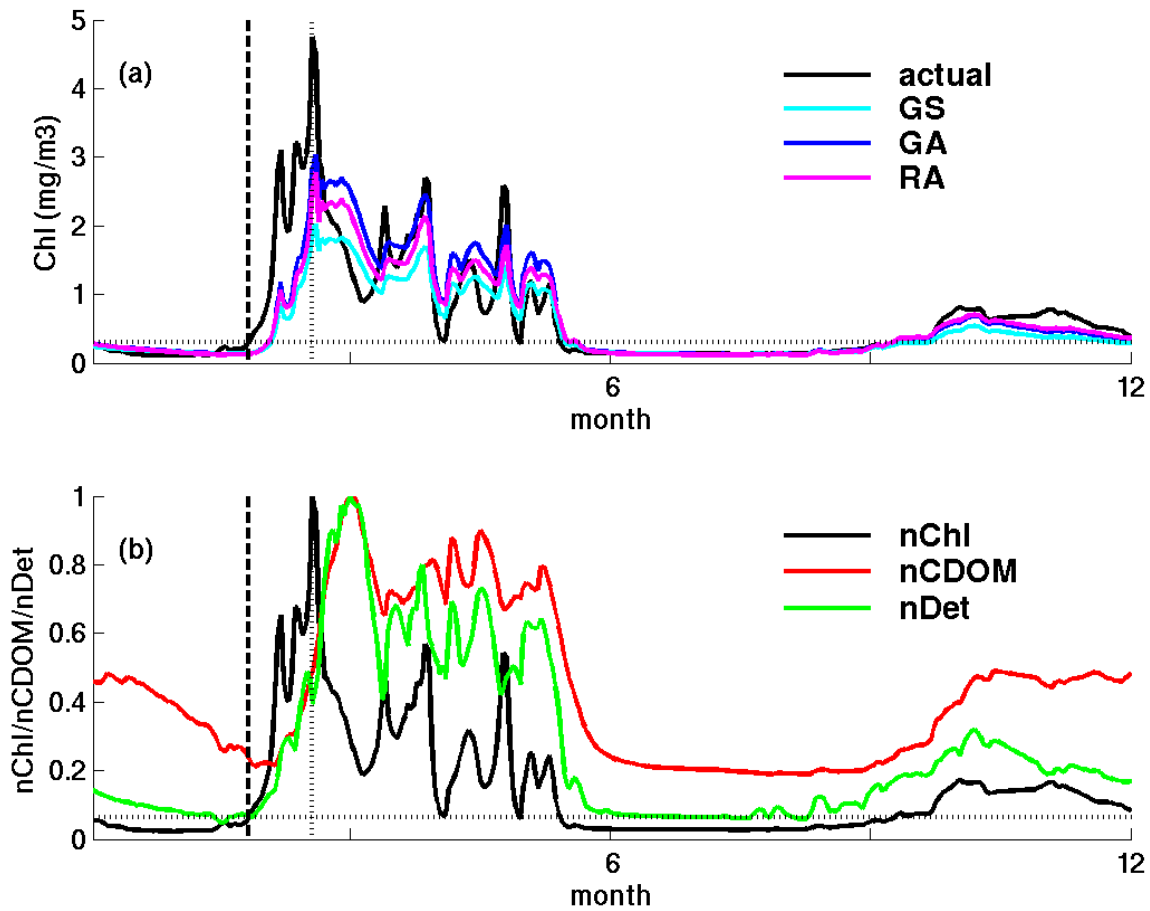 5
(a)
4
3
2
1
0
Chl (mg/m3)
actual
GS
GA
RA
6
12
month
1
(b)
0.8
0.6
0.4
0.2
0
nChl/nCDOM/nDet
nChl
nCDOM
nDet
6
12
month